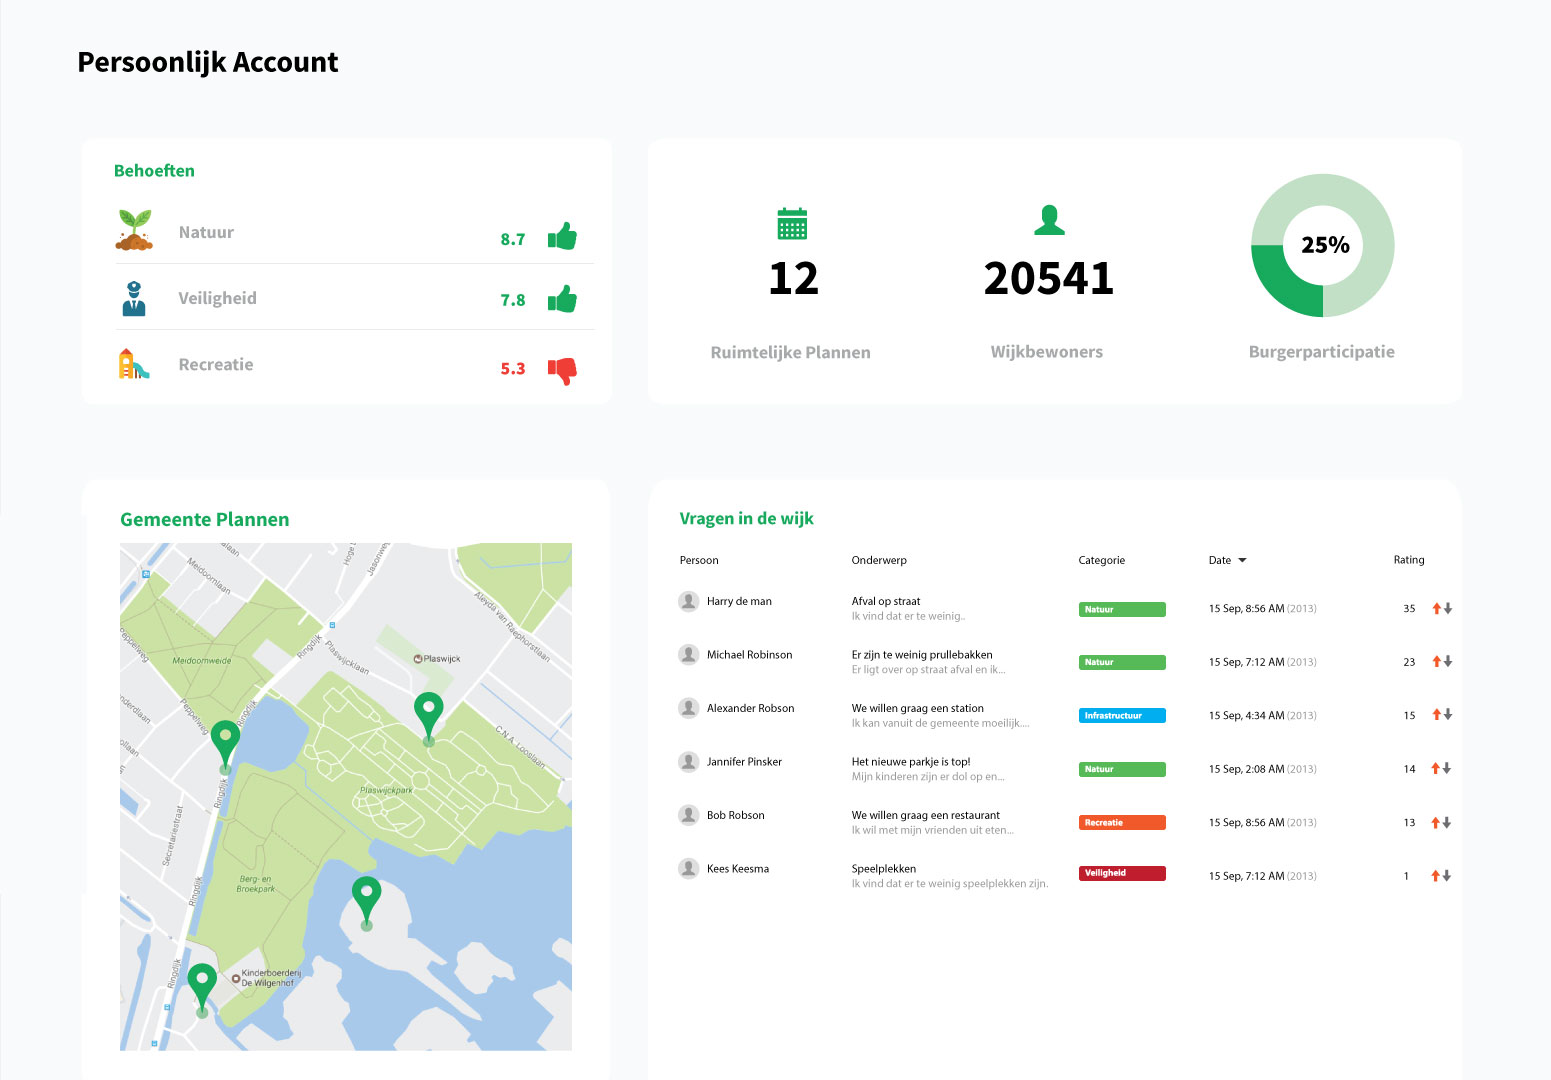 Persoonlijk Account
Behoeften
Natuur
8.7
Veiligheid
7.8
Recreatie
5.3
12
Ruimtelijke Plannen
20541
Wijkbewoners
25%
Burgerparticipatie
Gemeente Plannen
Meidoornlaan
Jasonweg
Aleyda van Raephorstlaan
Ringdijk
Plaswijcklaan
Plaswijck
Meidoornweide
Peppelweg
Peppelweg
Ringdijk
C.N.A. Looslaan
Plaswijckpark
Ringdijk
Secretariestraat
Berg- en
Broekpark
Ringdijk
Ringdijk
Kinderboerderij
De Wilgenhof
Vragen in de wijk
Persoon Onderwerp Categorie Date Rating
Harry de man Afval op straat Natuur 15 Sep, 8:56 AM (2013) 35
Ik vind dat er te weinig..
Michael Robinson Er zijn te weinig prullebakken Natuur 15 Sep, 7:12 AM (2013) 23
Er ligt over op straat afval en ik...
Alexander Robson We willen graag een station Infrastructuur 15 Sep, 4:34 AM (2013) 15
Ik kan vanuit de gemeente moeilijk....
Jannifer Pinsker Het nieuwe parkje is top! Natuur 15 Sep, 2:08 AM (2013) 14
Mijn kinderen zijn er dol op en...
Bob Robson We willen graag een restaurant Recreatie 15 Sep, 8:56 AM (2013) 13
Ik wil met mijn vrienden uit eten...
Kees Keesma Speelplekken Veiligheid 15 Sep, 7:12 AM (2013) 1
Ik vind dat er te weinig speelplekken zijn.